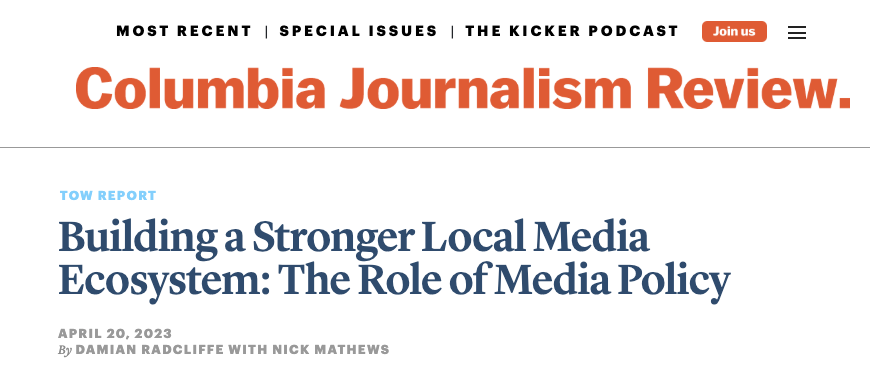 MOST RECENT | SPECIAL ISSUES | THE KICKER PODCAST Join us
Columbia Journalism Review.
TOW REPORT
Building a Stronger Local Media
Ecosystem: The Role of Media Policy
APRIL 20, 2023
By DAMIAN RADCLIFFE WITH NICK MATHEWS